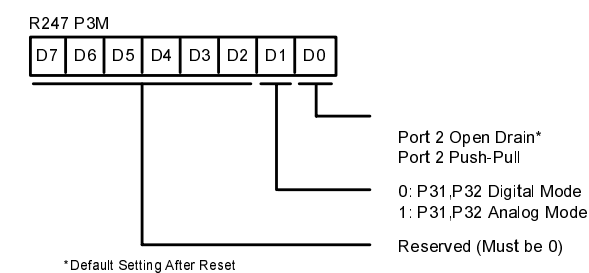 R247 P3M
D7 D6 D5 D4 D3 D2 D1 D0
Port 2 Open Drain*
Port 2 Push-Pull
0: P31,P32 Digital Mode
1: P31,P32 Analog Mode
Reserved (Must be 0)
*Default Setting After Reset